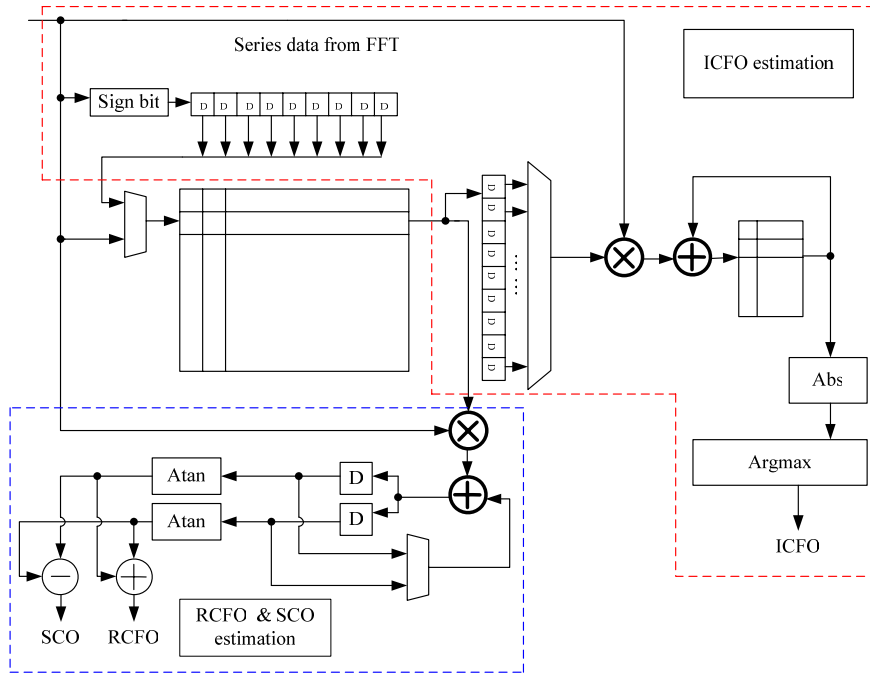 Series data from FFT
ICFO estimation
Sign bit
D D D D D D D D D
D
D
D
D
D
D
D
D
D
Abs
Argmax
ICFO
Atan
D
Atan
D
SCO
RCFO
RCFO & SCO
estimation